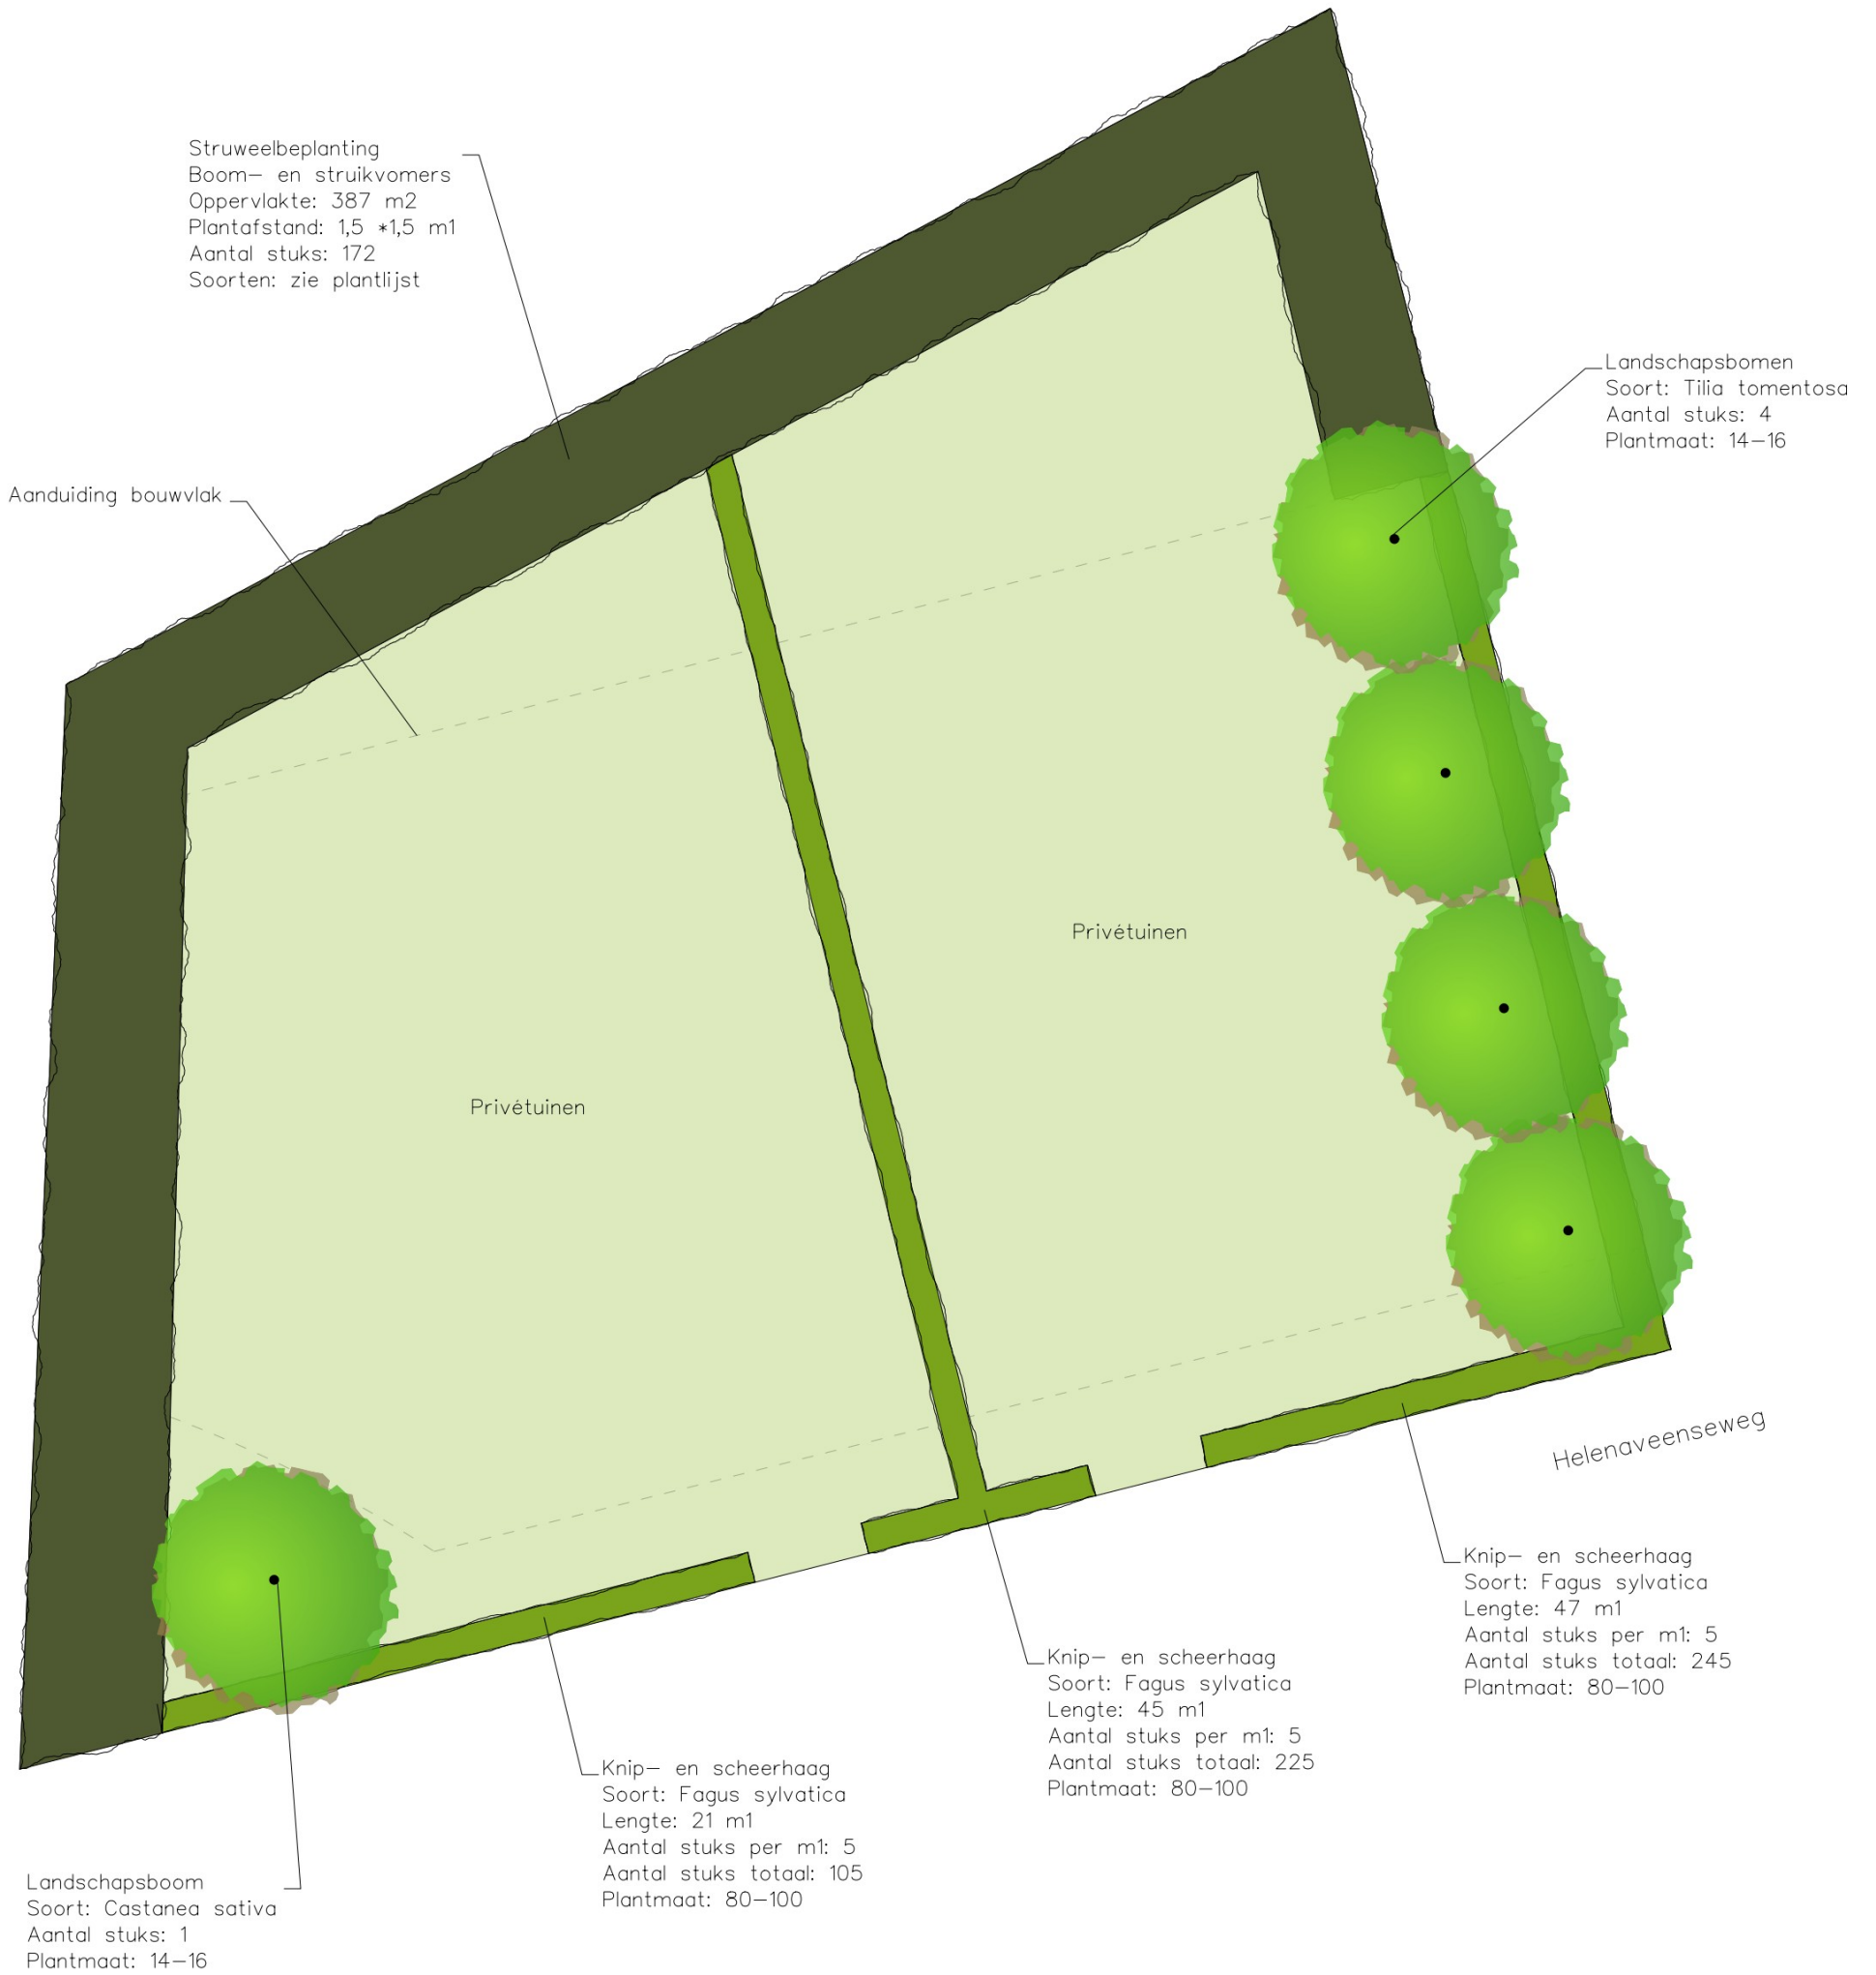 Struweelbeplanting
Boom- en struikvomers
Oppervlakte: 387 m2
Plantafstand: 1,5 *1,5 m1
Aantal stuks: 172
Soorten: zie plantlijst
Landschapsbomen
Soort: Tilia tomentosa
Aantal stuks: 4
Plantmaat: 14-16
Aanduiding bouwvlak
Privétuinen
Privétuinen
Helenaveenseweg
Knip- en scheerhaag
Soort: Fagus sylvatica
Lengte: 47 m1
Aantal stuks per m1: 5
Aantal stuks totaal: 245
Plantmaat: 80-100
Knip- en scheerhaag
Soort: Fagus sylvatica
Lengte: 45 m1
Aantal stuks per m1: 5
Aantal stuks totaal: 225
Plantmaat: 80-100
Knip- en scheerhaag
Soort: Fagus sylvatica
Lengte: 21 m1
Aantal stuks per m1: 5
Aantal stuks totaal: 105
Plantmaat: 80-100
Landschapsboom
Soort: Castanea sativa
Aantal stuks: 1
Plantmaat: 14-16